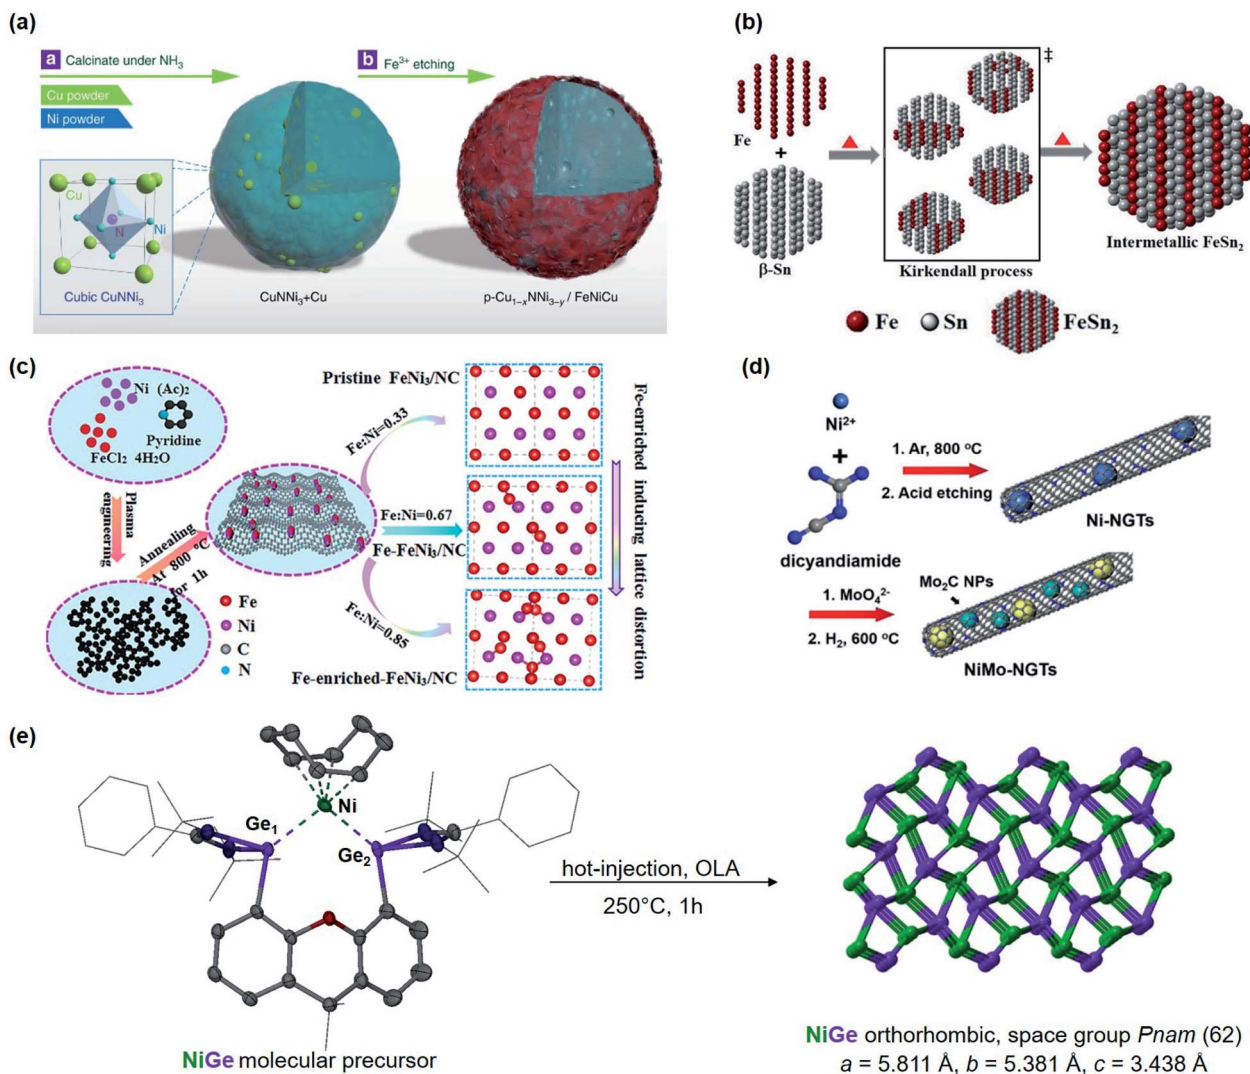 (a)
a Calcinate under NH₃
b Fe³⁺ etching
Cu powder
Ni powder
Cu
N
Ni
Cubic CuNNi₃
CuNNi₃+Cu
p-Cu₁₋ₓNNi₃₋ᵧ / FeNiCu
(b)
Fe
+
β-Sn
‡
Kirkendall process
Intermetallic FeSn₂
Fe
Sn
FeSn₂
(c)
Ni (Ac)₂
Pyridine
FeCl₂ 4H₂O
Plasma
engineering
Annealing
At 800 °C
for 1h
Fe
Ni
C
N
Pristine FeNi₃/NC
Fe:Ni=0.33
Fe:Ni=0.67
Fe-FeNi₃/NC
Fe:Ni=0.85
Fe-enriched-FeNi₃/NC
Fe-enriched inducing lattice distortion
(d)
Ni²⁺
+
dicyandiamide
1. Ar, 800 °C
2. Acid etching
Ni-NGTs
1. MoO₄²⁻
2. H₂, 600 °C
Mo₂C NPs
NiMo-NGTs
(e)
Ni
Ge₁
Ge₂
NiGe molecular precursor
hot-injection, OLA
250°C, 1h
NiGe orthorhombic, space group Pnam (62)
a = 5.811 Å, b = 5.381 Å, c = 3.438 Å